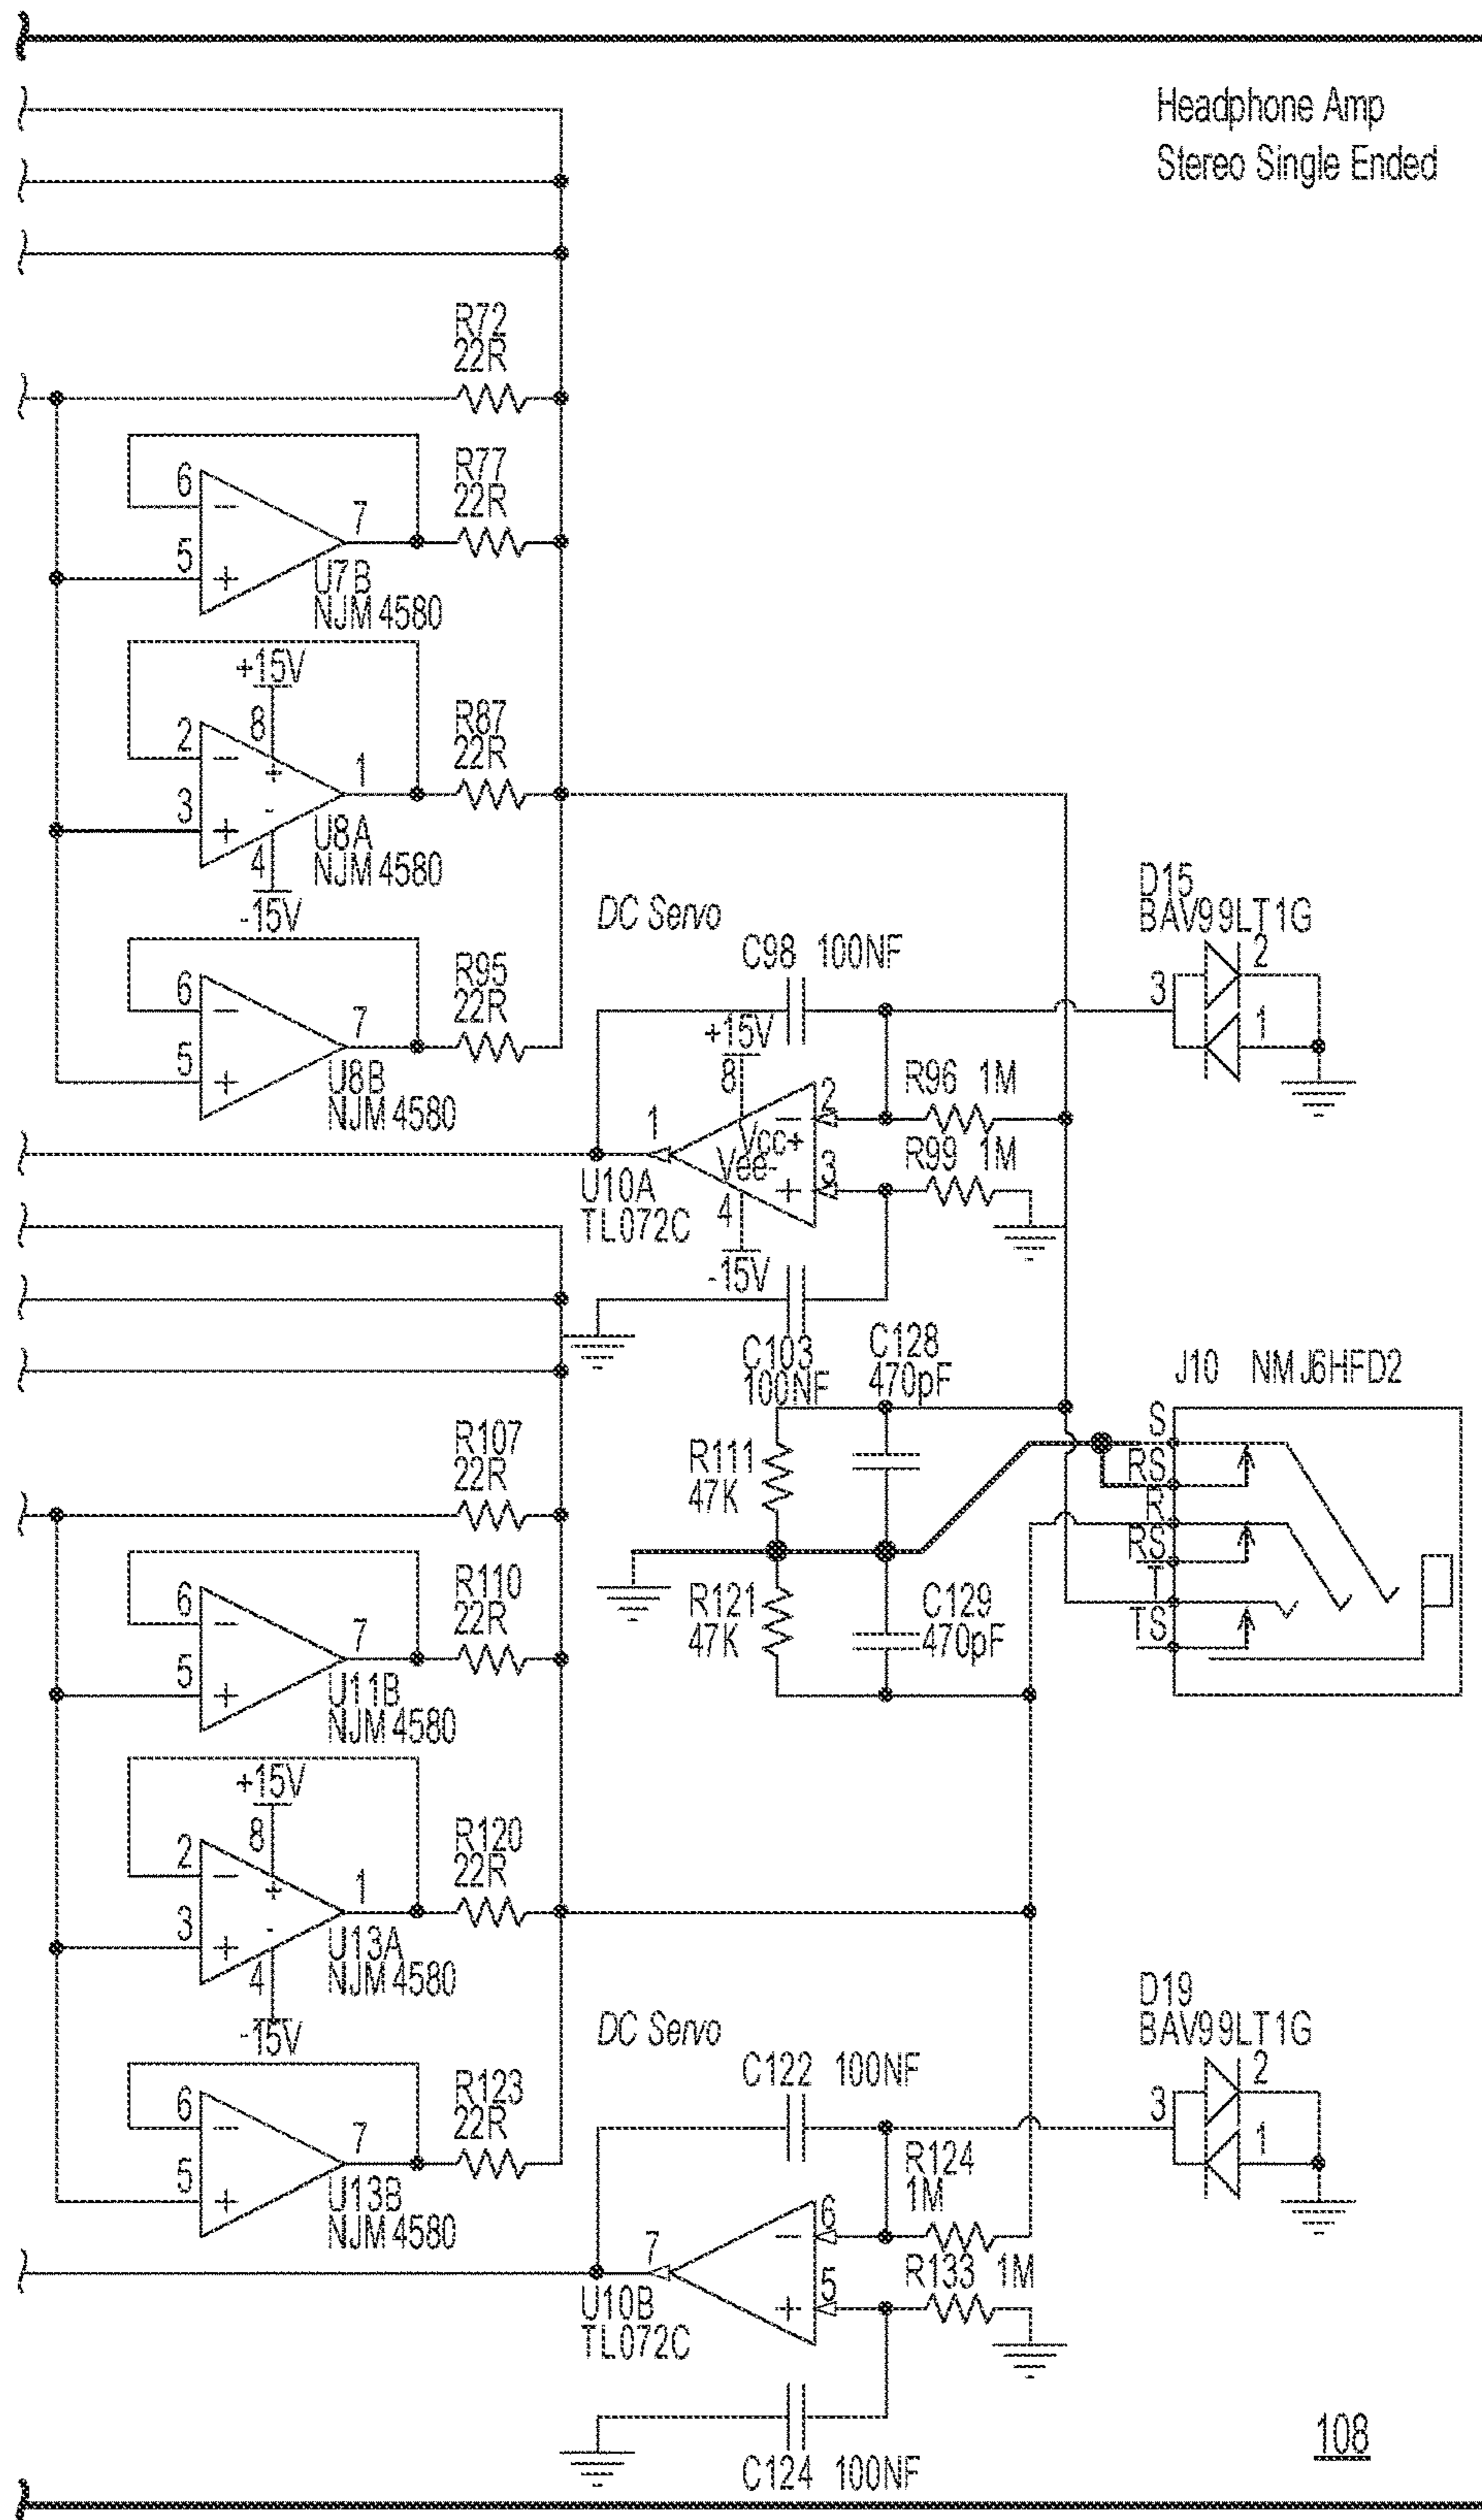 Headphone Amp
Stereo Single Ended
R72
22R
R77
22R
6
−
7
5
+
U7B
NJM4580
+15V
8
R87
22R
2
−
+
1
3
+
-
U8A
NJM4580
4
-15V
DC Servo
D15
BAV99LT1G
C98 100NF
2
3
1
R95
22R
6
−
7
5
+
U8B
NJM4580
+15V
8
R96 1M
2
−
1
Vcc+
Vee-
R99 1M
3
+
U10A
TL072C
4
-15V
C103
100NF
C128
470pF
J10 NMJ6HFD2
S
RS
R
RS
T
TS
R111
47K
R121
47K
C129
470pF
R107
22R
R110
22R
6
−
7
5
+
U11B
NJM4580
+15V
8
R120
22R
2
−
+
1
3
+
-
U13A
NJM4580
4
-15V
DC Servo
D19
BAV99LT1G
C122 100NF
2
3
1
R123
22R
6
−
7
5
+
U13B
NJM4580
R124
1M
6
−
7
R133 1M
5
+
U10B
TL072C
C124 100NF
108